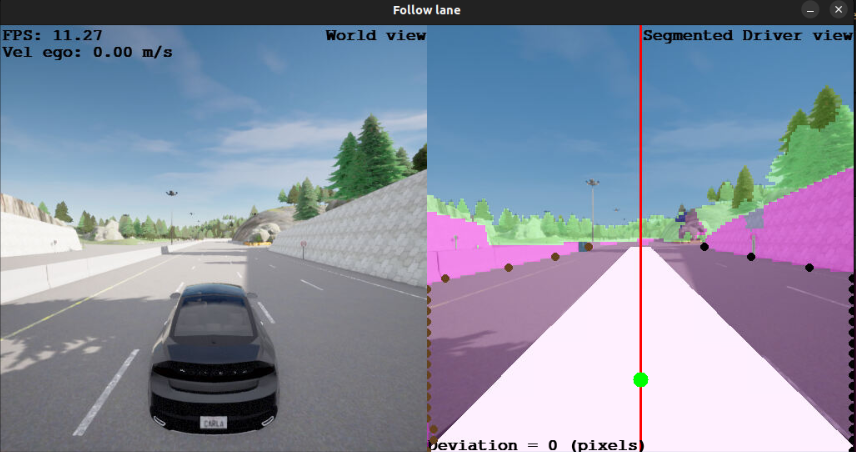 Follow lane
FPS: 11.27
World view
Vel ego: 0.00 m/s
Segmented Driver view
CARLA
Deviation = 0 (pixels)